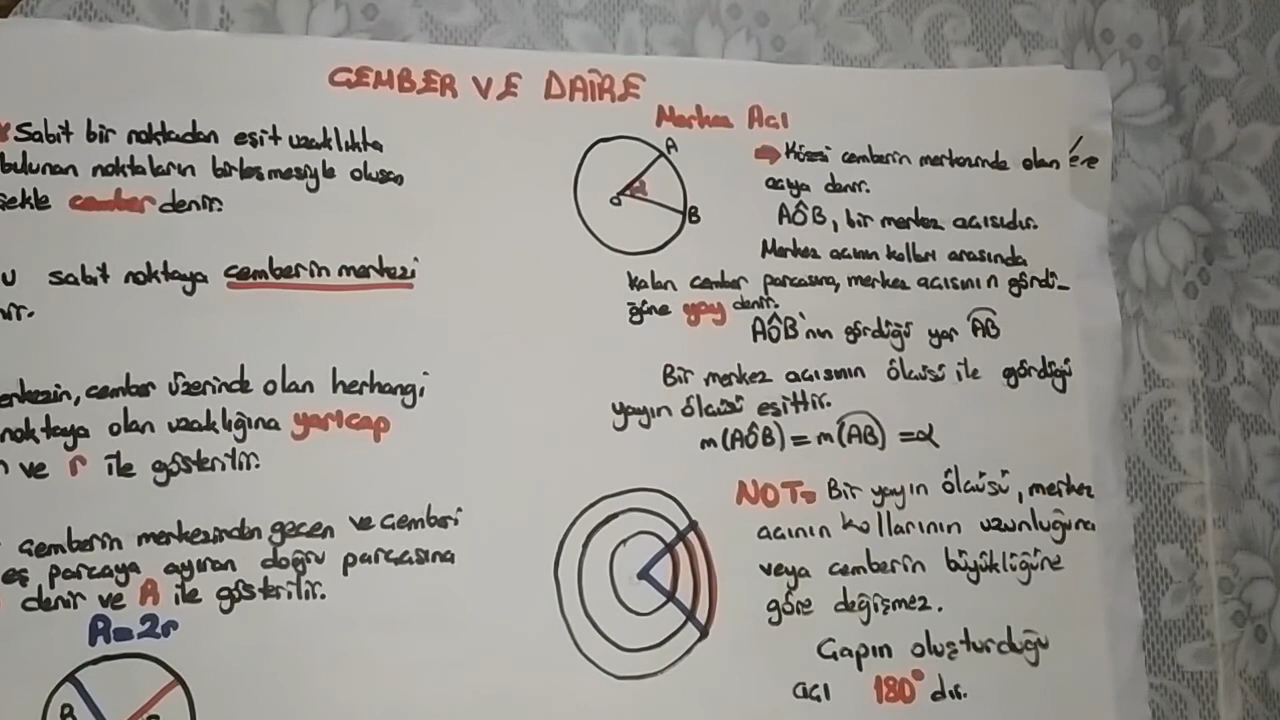 ÇEMBER VE DAİRE
Sabit bir noktadan eşit uzaklıkta
bulunan noktaların birleşmesiyle oluşan
şekle çember denir.
sabit noktaya çemberin merkezi
çember üzerinde olan herhangi
noktaya olan uzaklığına yarıçap
ve r ile gösterilir.
çemberin merkezinden geçen ve çemberi
eş parçaya ayıran doğru parçasına
denir ve R ile gösterilir.
R=2r
R
Merkez Açı
A
α
O
B
Köşesi çemberin merkezinde olan
açıya denir.
AÔB, bir merkez açısıdır.
Merkez açının kolları arasında
kalan çember parçasına, merkez açısının gördü-
ğüne yay denir.
AÔB'nın gördüğü yay AB
Bir merkez açısının ölçüsü ile gördüğü
yayın ölçüsü eşittir.
m(AÔB) = m(AB) = α
NOT= Bir yayın ölçüsü, merkez
açının kollarının uzunluğuna
veya çemberin büyüklüğüne
göre değişmez.
Çapın oluşturduğu
açı 180° dır.